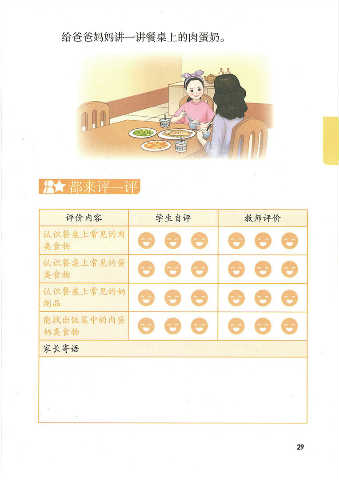 给爸爸妈妈讲一讲餐桌上的肉蛋奶。
都来评一评
评价内容 学生自评 教师评价
认识餐桌上常见的肉
类食物
认识餐桌上常见的蛋
类食物
认识餐桌上常见的奶
制品
能找出饭菜中的肉蛋
奶类食物
家长寄语
29